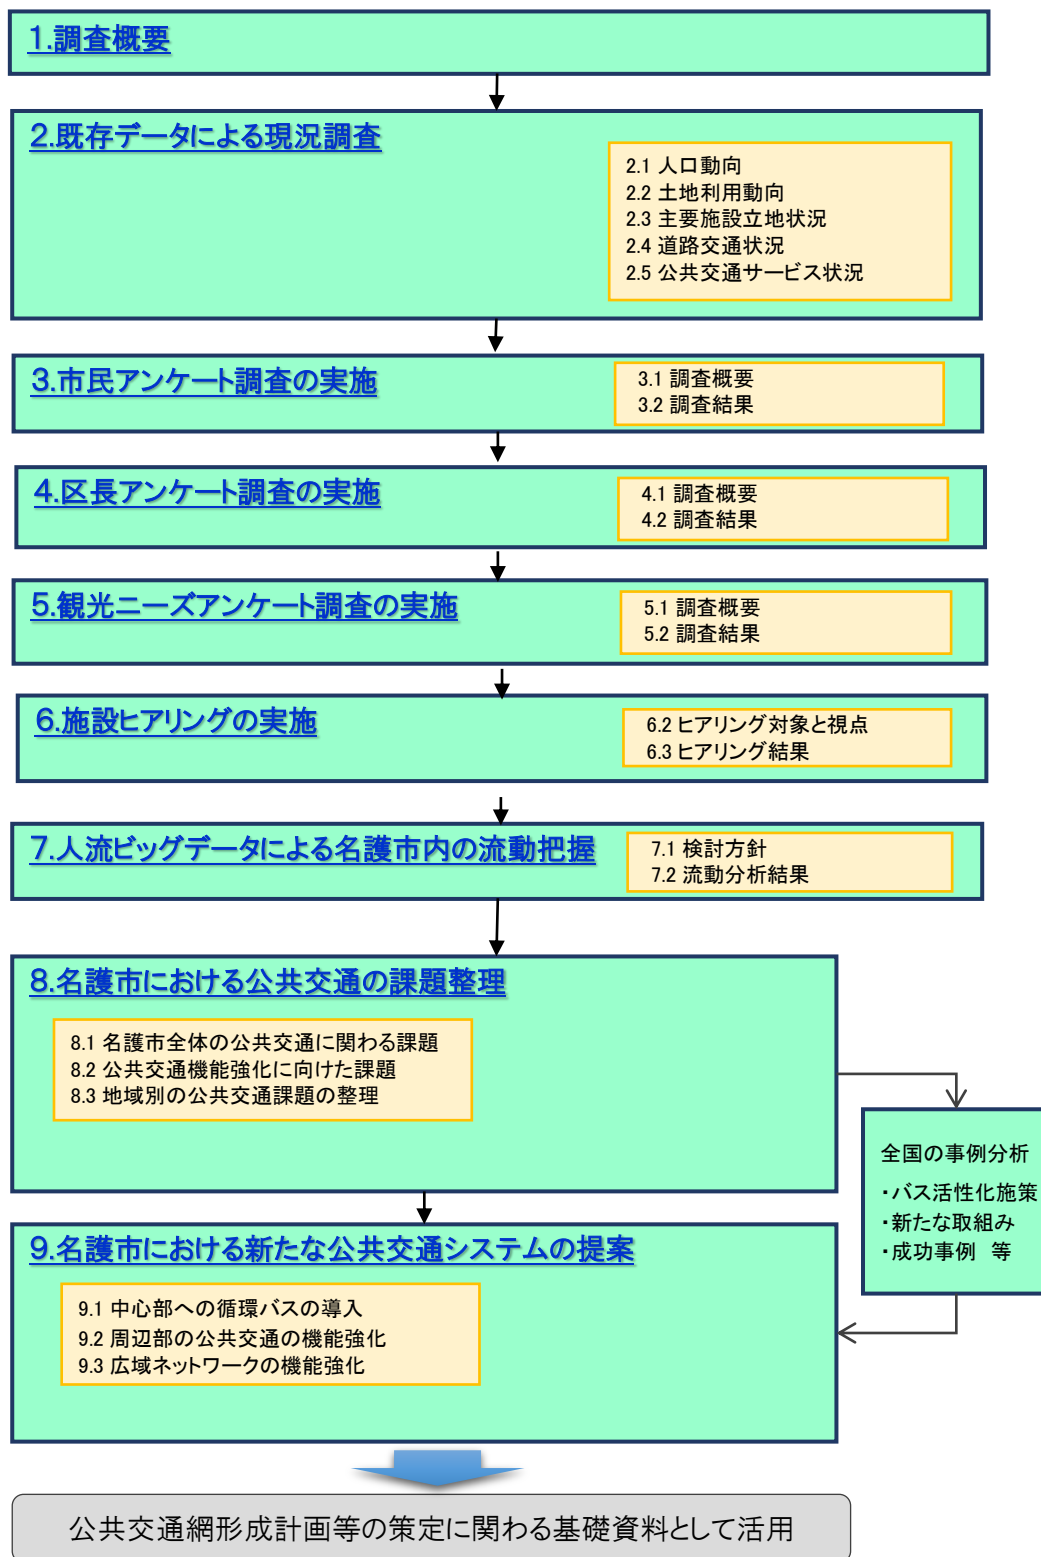 1.調査概要
2.既存データによる現況調査
2.1 人口動向
2.2 土地利用動向
2.3 主要施設立地状況
2.4 道路交通状況
2.5 公共交通サービス状況
3.市民アンケート調査の実施
3.1 調査概要
3.2 調査結果
4.区長アンケート調査の実施
4.1 調査概要
4.2 調査結果
5.観光ニーズアンケート調査の実施
5.1 調査概要
5.2 調査結果
6.施設ヒアリングの実施
6.2 ヒアリング対象と視点
6.3 ヒアリング結果
7.人流ビッグデータによる名護市内の流動把握
7.1 検討方針
7.2 流動分析結果
8.名護市における公共交通の課題整理
8.1 名護市全体の公共交通に関わる課題
8.2 公共交通機能強化に向けた課題
8.3 地域別の公共交通課題の整理
全国の事例分析
・バス活性化施策
・新たな取組み
・成功事例　等
9.名護市における新たな公共交通システムの提案
9.1 中心部への循環バスの導入
9.2 周辺部の公共交通の機能強化
9.3 広域ネットワークの機能強化
公共交通網形成計画等の策定に関わる基礎資料として活用